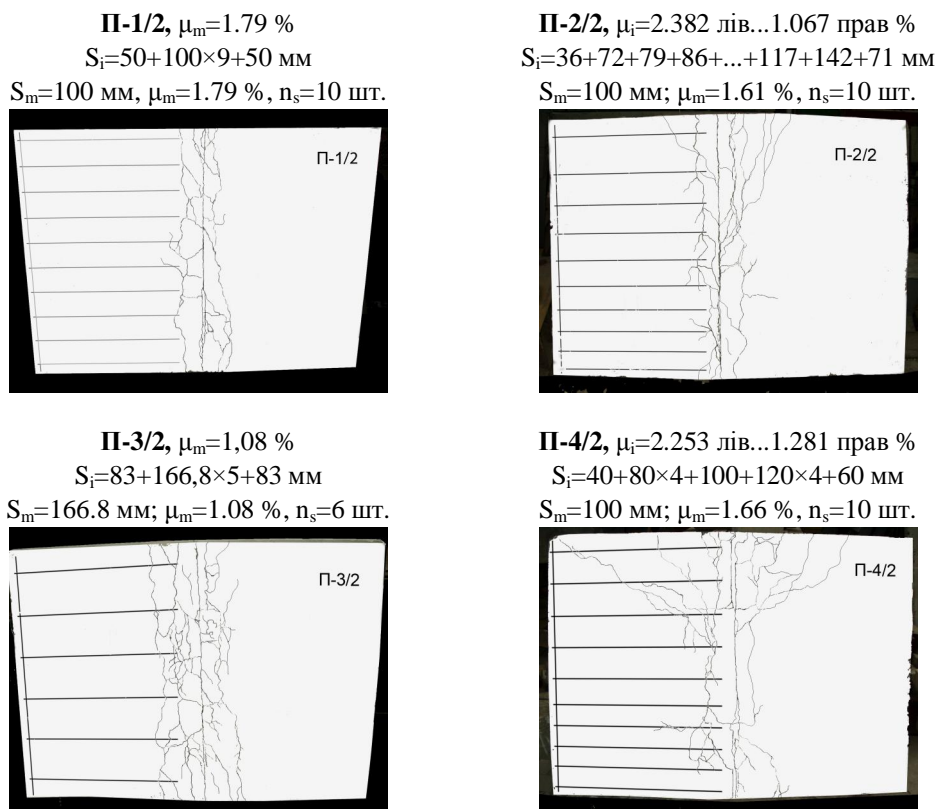 П-1/2, μm=1.79 %
Si=50+100×9+50 мм
Sm=100 мм, μm=1.79 %, ns=10 шт.
П-1/2
П-2/2, μi=2.382 лів...1.067 прав %
Si=36+72+79+86+...+117+142+71 мм
Sm=100 мм; μm=1.61 %, ns=10 шт.
П-2/2
П-3/2, μm=1,08 %
Si=83+166,8×5+83 мм
Sm=166.8 мм; μm=1.08 %, ns=6 шт.
П-3/2
П-4/2, μi=2.253 лів...1.281 прав %
Si=40+80×4+100+120×4+60 мм
Sm=100 мм; μm=1.66 %, ns=10 шт.
П-4/2